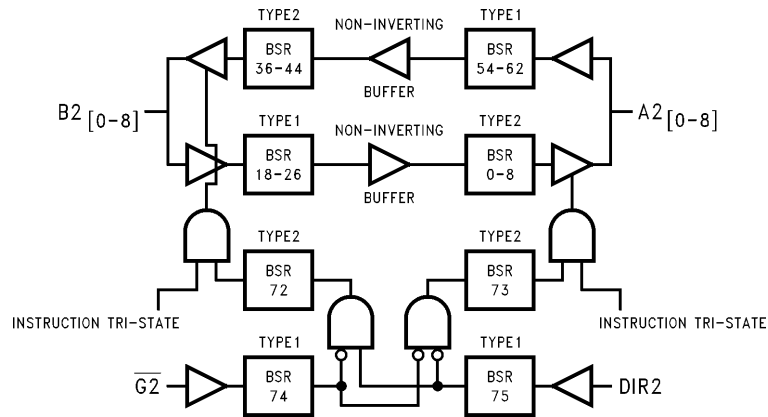 TYPE2 NON-INVERTING TYPE1
BSR 36-44
BSR 54-62
BUFFER
B2 [0-8]
A2 [0-8]
TYPE1 NON-INVERTING TYPE2
BSR 18-26
BSR 0-8
BUFFER
TYPE2 TYPE2
BSR 72
BSR 73
INSTRUCTION TRI-STATE
INSTRUCTION TRI-STATE
TYPE1 TYPE1
G2
BSR 74
BSR 75
DIR2